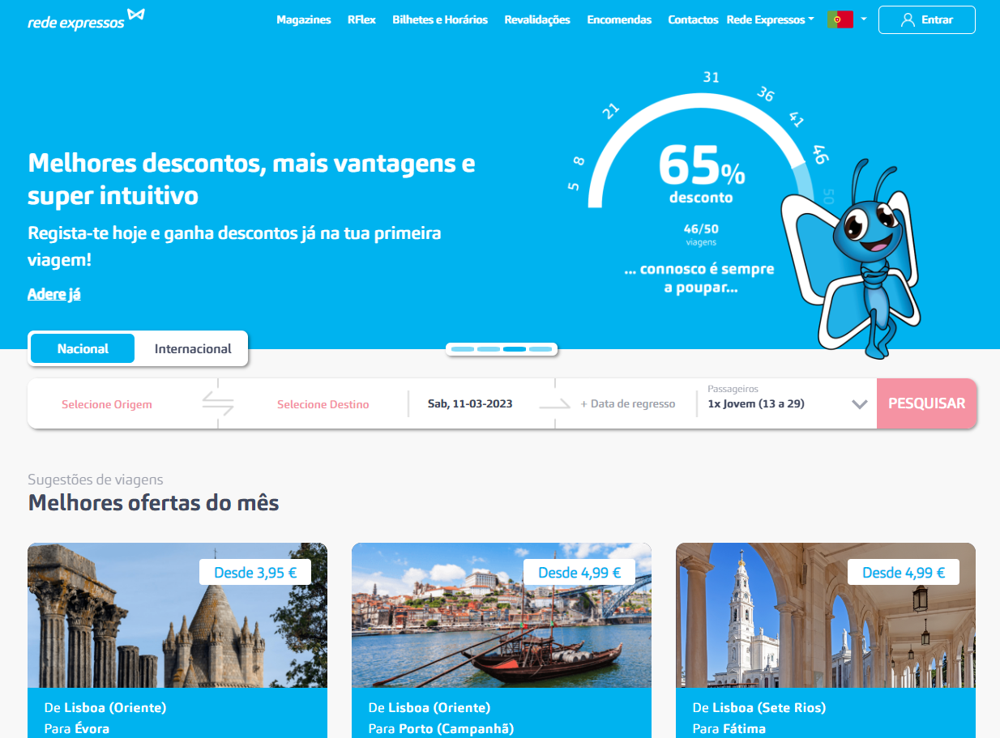 rede expressos
Magazines RFlex Bilhetes e Horários Revalidações Encomendas Contactos Rede Expressos Entrar
5 8 21 31 36 41 46 50
65%
desconto
46/50
viagens
... connosco é sempre
a poupar...
Melhores descontos, mais vantagens e
super intuitivo
Regista-te hoje e ganha descontos já na tua primeira
viagem!
Adere já
Nacional Internacional
Selecione Origem Selecione Destino Sab, 11-03-2023 + Data de regresso
Passageiros
1x Jovem (13 a 29)
PESQUISAR
Sugestões de viagens
Melhores ofertas do mês
Desde 3,95 €
De Lisboa (Oriente)
Para Évora
Desde 4,99 €
De Lisboa (Oriente)
Para Porto (Campanhã)
Desde 4,99 €
De Lisboa (Sete Rios)
Para Fátima